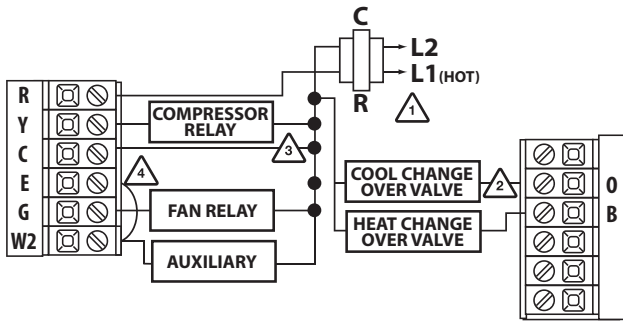 C
L2
L1 (HOT)
R
1
R
Y
C
E
G
W2
COMPRESSOR
RELAY
3
4
FAN RELAY
AUXILIARY
COOL CHANGE
OVER VALVE
2
HEAT CHANGE
OVER VALVE
O
B